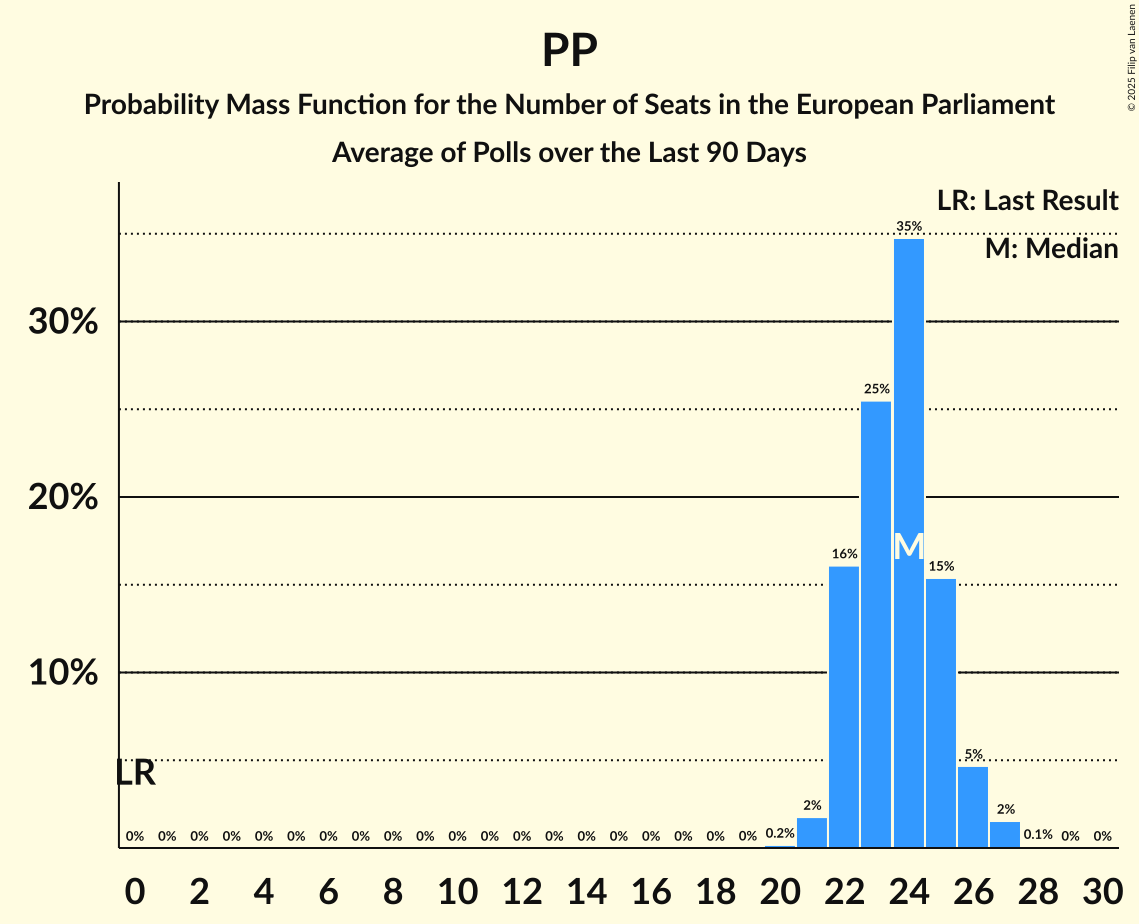 © 2025 Filip van Laenen
PP
Probability Mass Function for the Number of Seats in the European Parliament
Average of Polls over the Last 90 Days
LR: Last Result
M: Median
30%
20%
10%
35%
25%
16%
M
15%
LR
5%
2%
2%
0% 0% 0% 0% 0% 0% 0% 0% 0% 0% 0% 0% 0% 0% 0% 0% 0% 0% 0% 0% 0.2% 0.1% 0% 0%
0 2 4 6 8 10 12 14 16 18 20 22 24 26 28 30